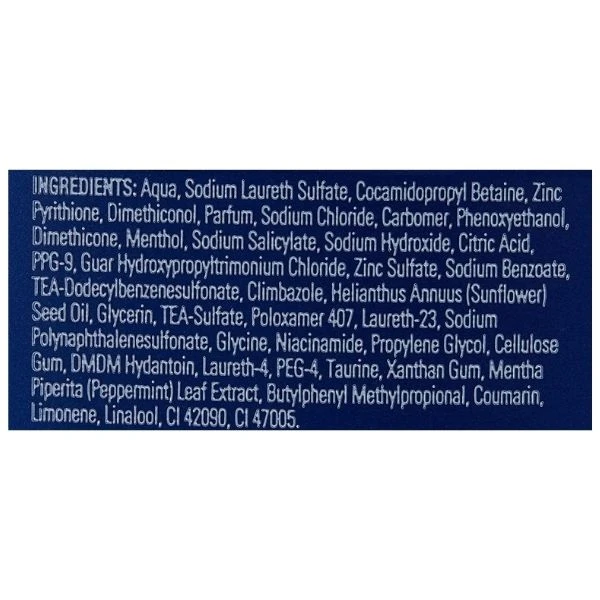 INGREDIENTS: Aqua, Sodium Laureth Sulfate, Cocamidopropyl Betaine, Zinc
Pyrithione, Dimethiconol, Parfum, Sodium Chloride, Carbomer, Phenoxyethanol,
Dimethicone, Menthol, Sodium Salicylate, Sodium Hydroxide, Citric Acid,
PPG-9, Guar Hydroxypropyltrimonium Chloride, Zinc Sulfate, Sodium Benzoate,
TEA-Dodecylbenzenesulfonate, Climbazole, Helianthus Annuus (Sunflower)
Seed Oil, Glycerin, TEA-Sulfate, Poloxamer 407, Laureth-23, Sodium
Polynaphthalenesulfonate, Glycine, Niacinamide, Propylene Glycol, Cellulose
Gum, DMDM Hydantoin, Laureth-4, PEG-4, Taurine, Xanthan Gum, Mentha
Piperita (Peppermint) Leaf Extract, Butylphenyl Methylpropional, Coumarin,
Limonene, Linalool, CI 42090, CI 47005.